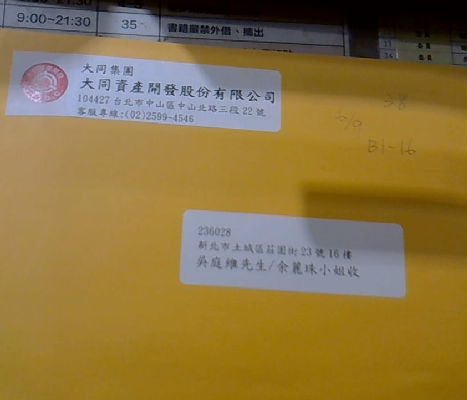 9:00~21:30
35
書籍嚴禁外借、攜出
大同集團
大同資產開發股份有限公司
104427 台北市中山區中山北路三段22號
客服專線:(02)2599-4546
38
6/9
B1-16
236028
新北市土城區莊園街23號16樓
吳庭維先生/余麗珠小姐收